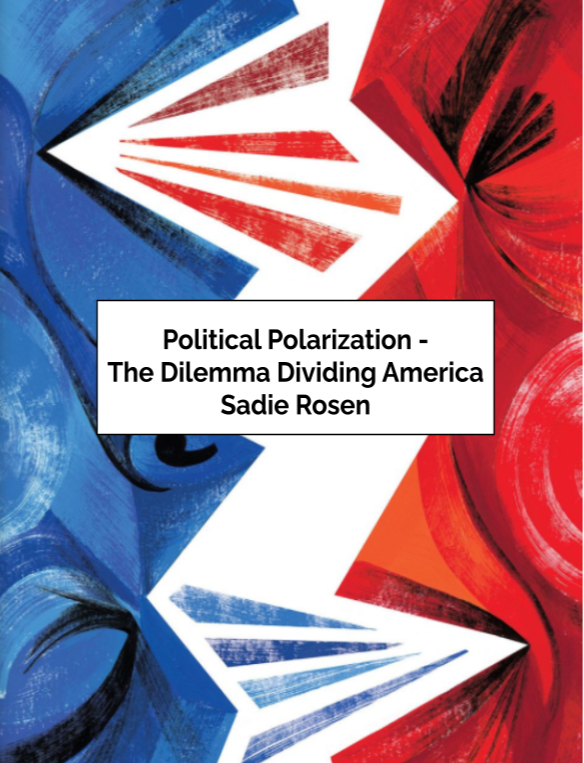 Political Polarization -
The Dilemma Dividing America
Sadie Rosen